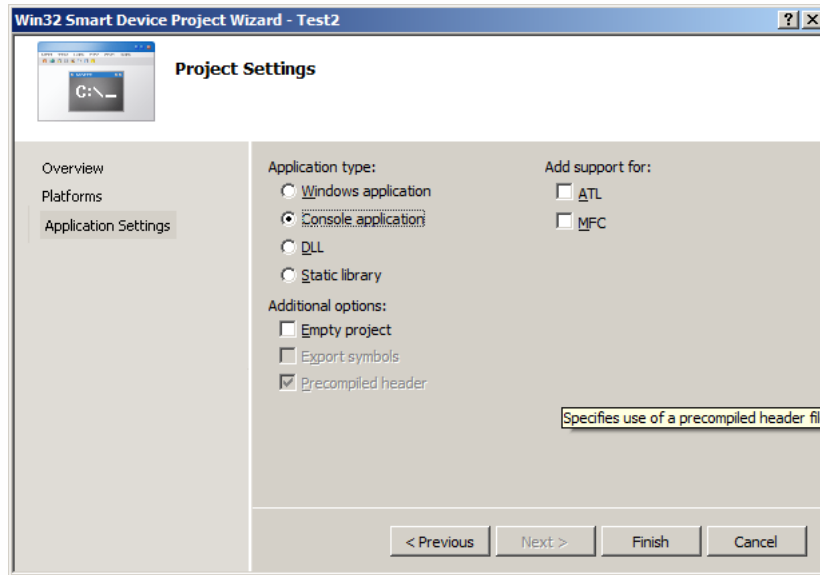 Win32 Smart Device Project Wizard - Test2
C:\_
Project Settings
Overview
Platforms
Application Settings
Application type:
Windows application
Console application
DLL
Static library
Additional options:
Empty project
Export symbols
Precompiled header
Add support for:
ATL
MFC
Specifies use of a precompiled header fil
< Previous
Next >
Finish
Cancel